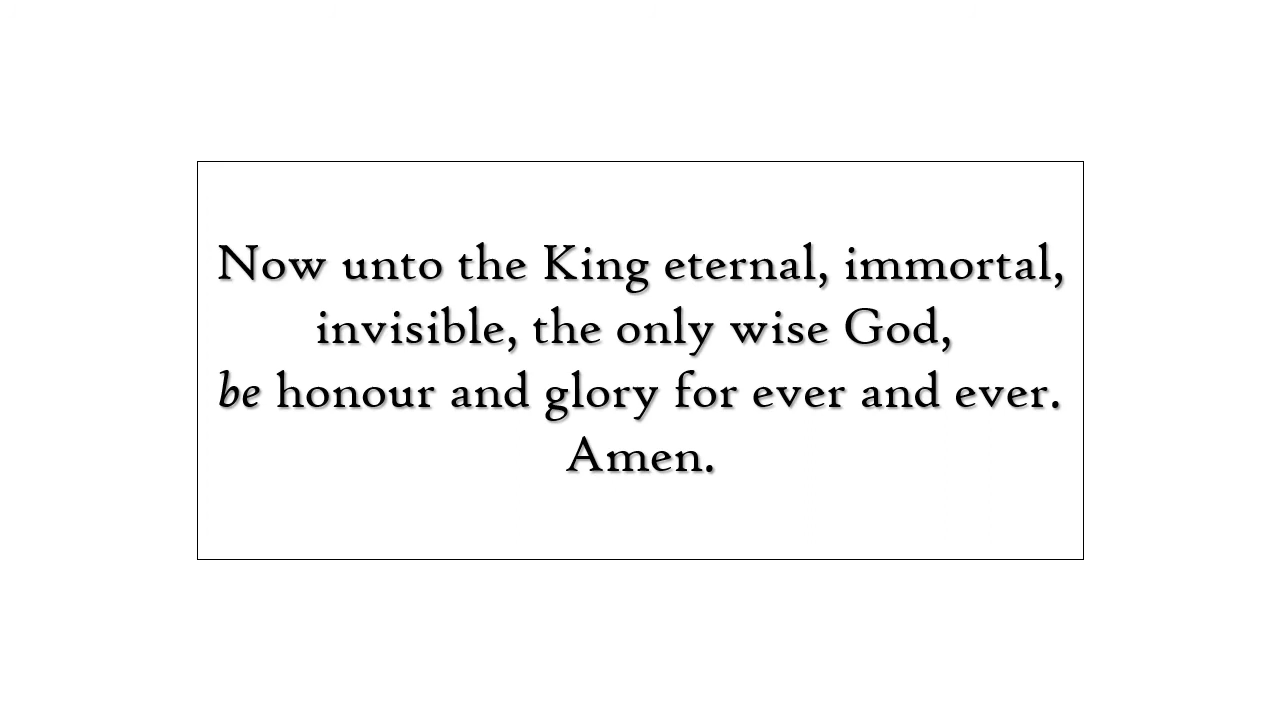 Now unto the King eternal, immortal,
invisible, the only wise God,
be honour and glory for ever and ever.
Amen.